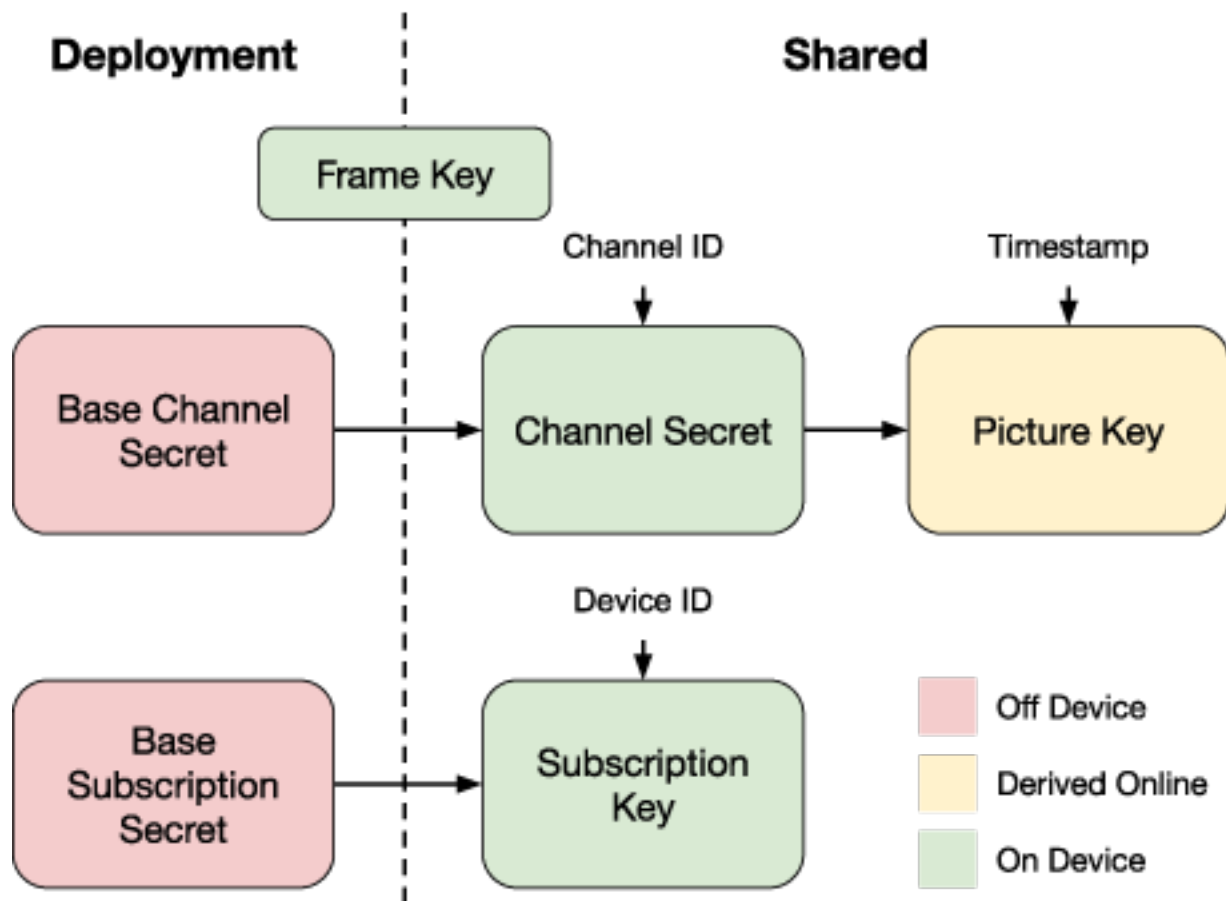 Deployment
Shared
Frame Key
Channel ID
Timestamp
Base Channel
Secret
Channel Secret
Picture Key
Device ID
Base
Subscription
Secret
Subscription
Key
Off Device
Derived Online
On Device